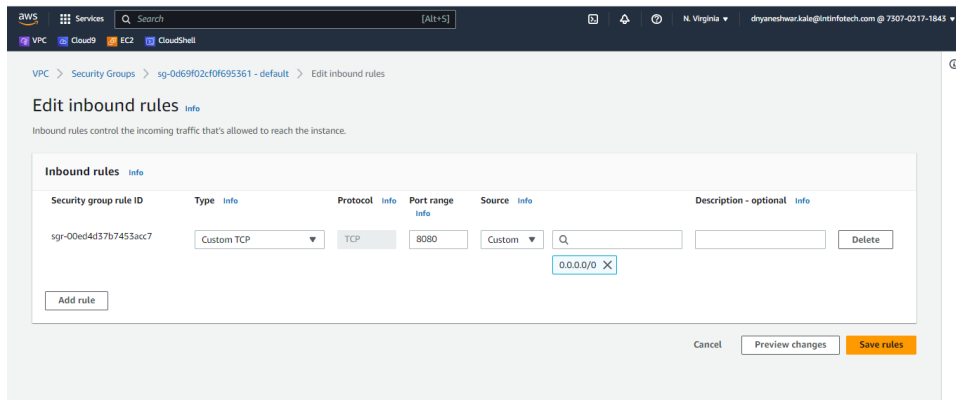 aws Services Search [Alt+S] N. Virginia dnyaneshwar.kale@lntinfotech.com @ 7307-0217-1843
VPC Cloud9 EC2 CloudShell
VPC > Security Groups > sg-0d69f02cf0f695361 - default > Edit inbound rules
Edit inbound rules Info
Inbound rules control the incoming traffic that's allowed to reach the instance.
Inbound rules Info
Security group rule ID Type Info Protocol Info Port range Info Source Info Description - optional Info
sgr-00ed4d37b7453acc7 Custom TCP TCP 8080 Custom Delete
0.0.0.0/0
Add rule
Cancel Preview changes Save rules